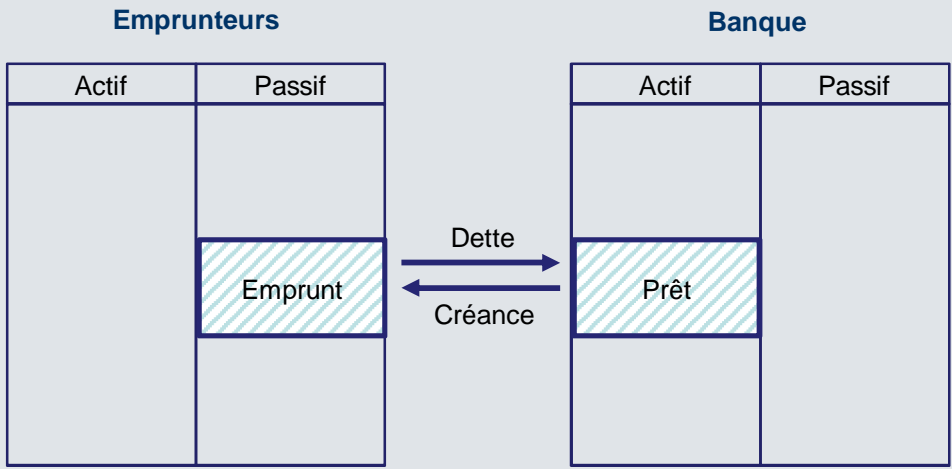 Emprunteurs
Banque
Actif
Passif
Actif
Passif
Dette
Emprunt
Prêt
Créance